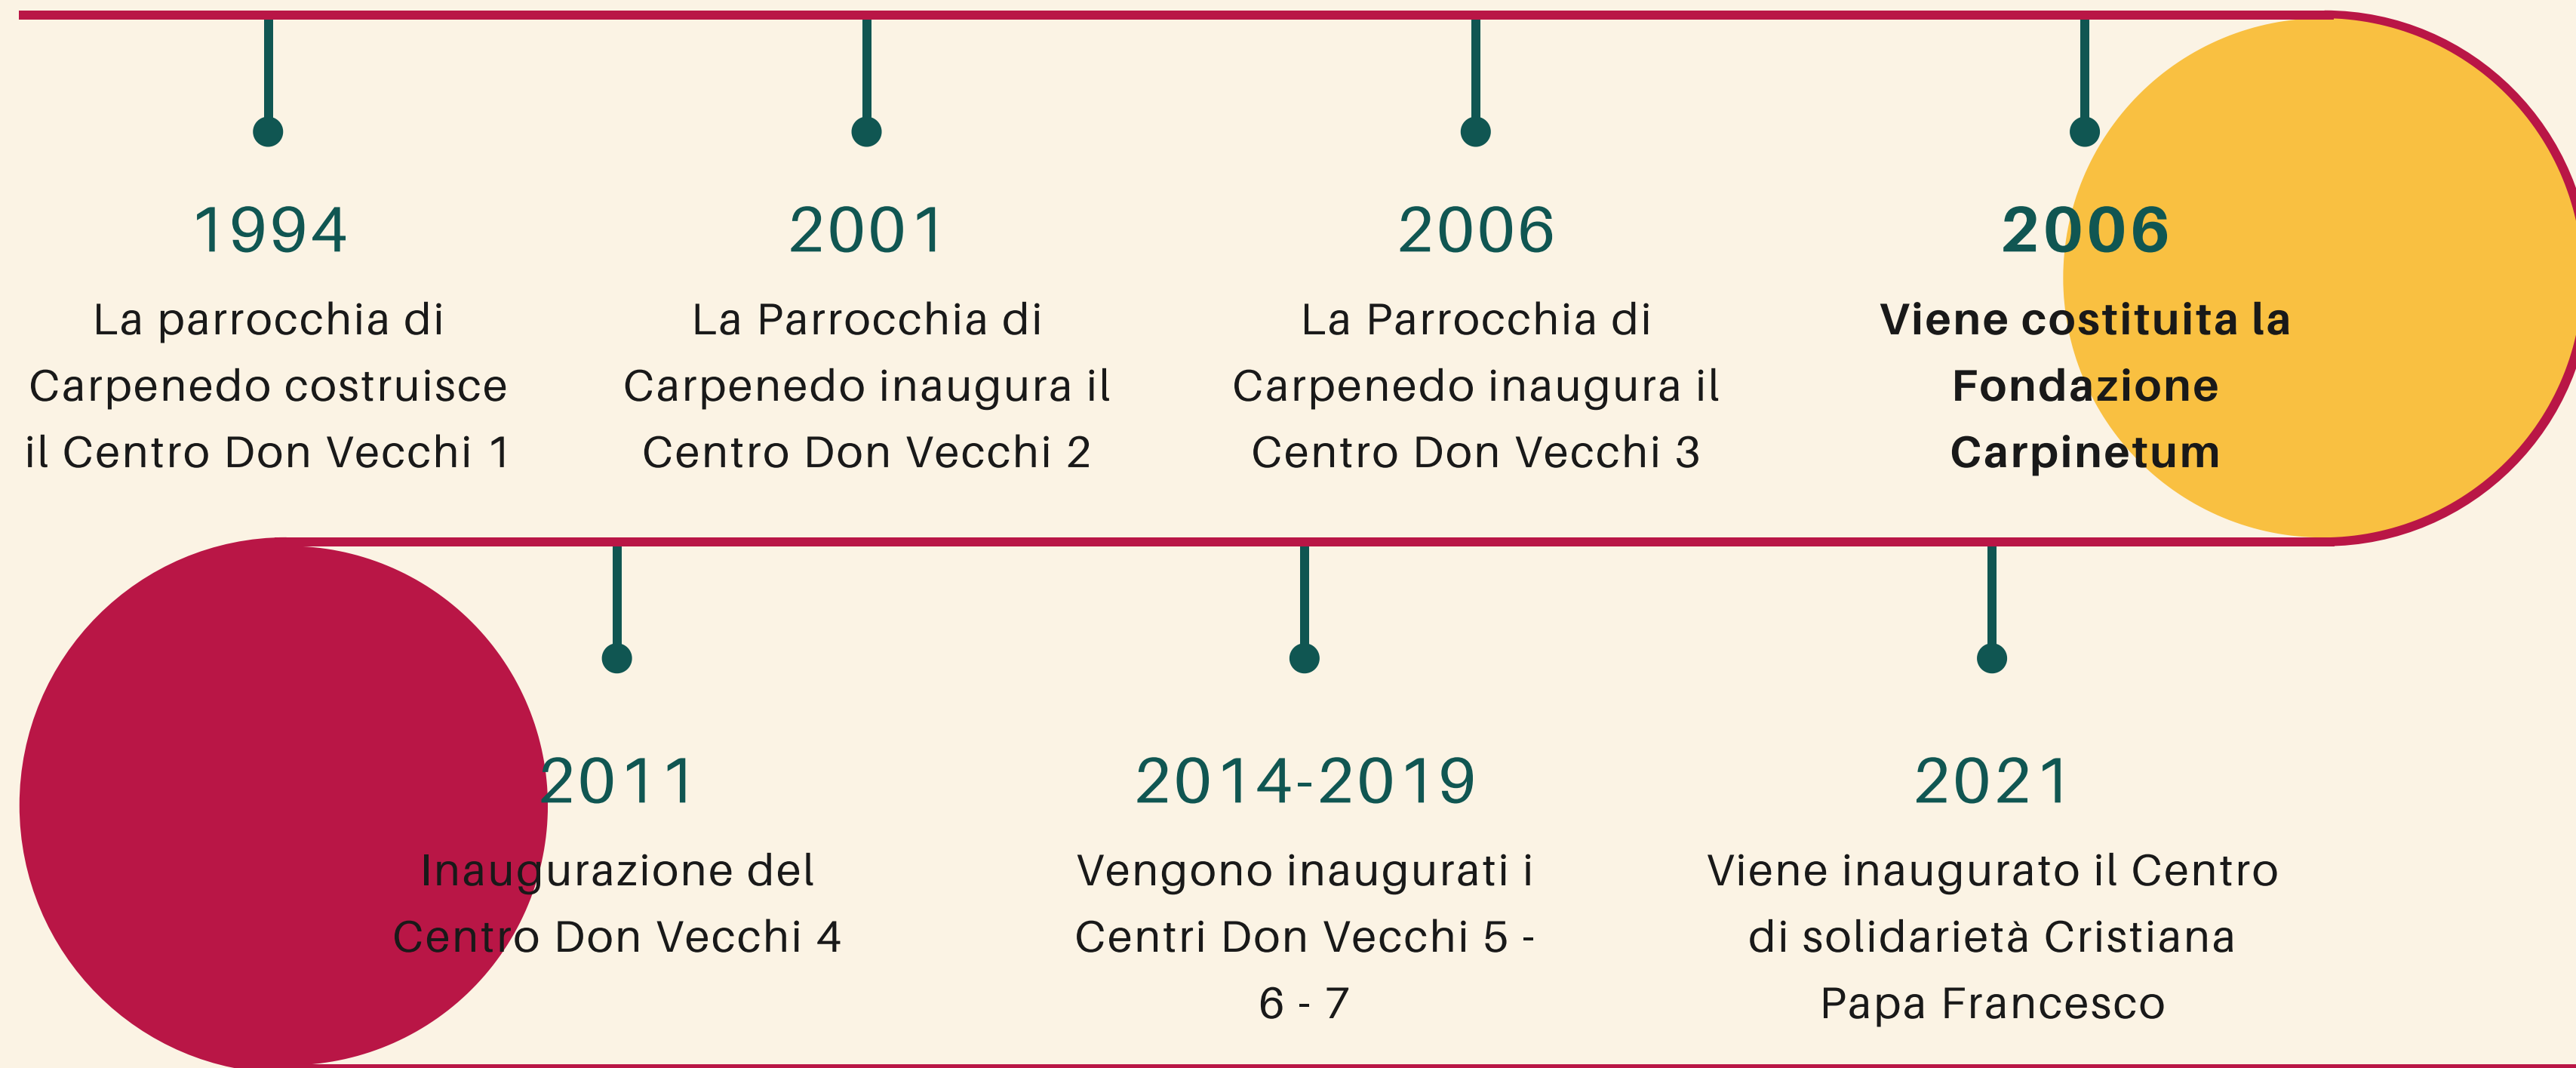 1994
La parrocchia di
Carpenedo costruisce
il Centro Don Vecchi 1
2001
La Parrocchia di
Carpenedo inaugura il
Centro Don Vecchi 2
2006
La Parrocchia di
Carpenedo inaugura il
Centro Don Vecchi 3
2006
Viene costituita la
Fondazione
Carpinetum
2011
Inaugurazione del
Centro Don Vecchi 4
2014-2019
Vengono inaugurati i
Centri Don Vecchi 5 -
6 - 7
2021
Viene inaugurato il Centro
di solidarietà Cristiana
Papa Francesco